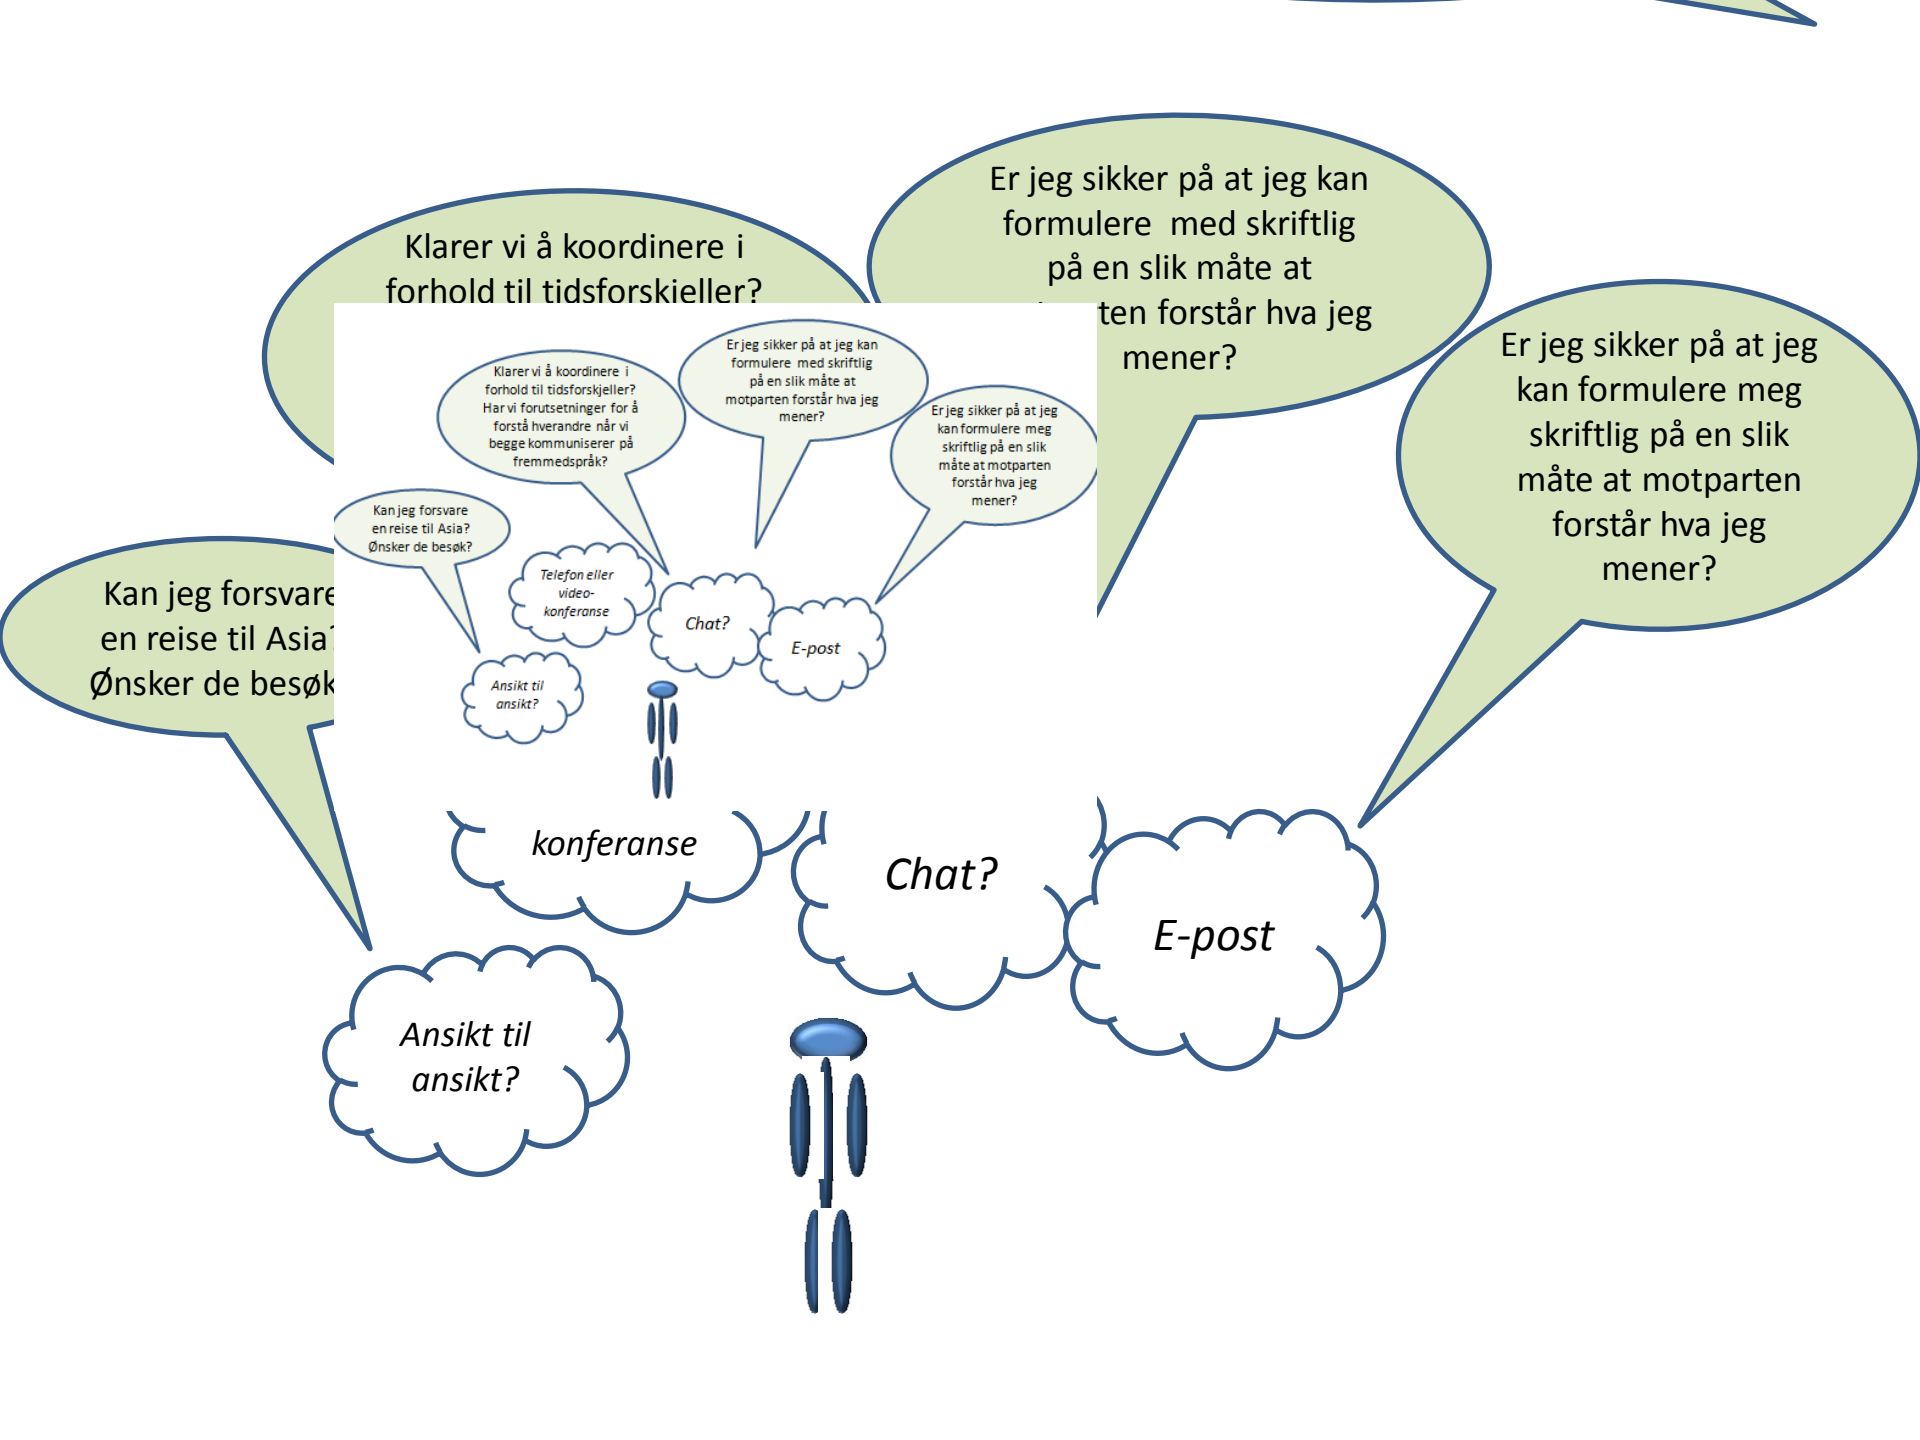 Er jeg sikker på at jeg kan
formulere  med skriftlig
på en slik måte at
ten forstår hva jeg
mener?
Klarer vi å koordinere i
forhold til tidsforskjeller?
Er jeg sikker på at jeg
kan formulere meg
skriftlig på en slik
måte at motparten
forstår hva jeg
mener?
Kan jeg forsvare
en reise til Asia?
Ønsker de besøk
Er jeg sikker på at jeg kan
formulere  med skriftlig
på en slik måte at
motparten forstår hva jeg
mener?
Klarer vi å koordinere i
forhold til tidsforskjeller?
Har vi forutsetninger for å
forstå hverandre når vi
begge kommuniserer på
fremmedspråk?
Er jeg sikker på at jeg
kan formulere meg
skriftlig på en slik
måte at motparten
forstår hva jeg
mener?
Kan jeg forsvare
en reise til Asia?
Ønsker de besøk?
Telefon eller
video-
konferanse
Chat?
E-post
Ansikt til
ansikt?
konferanse
Chat?
E-post
Ansikt til
ansikt?